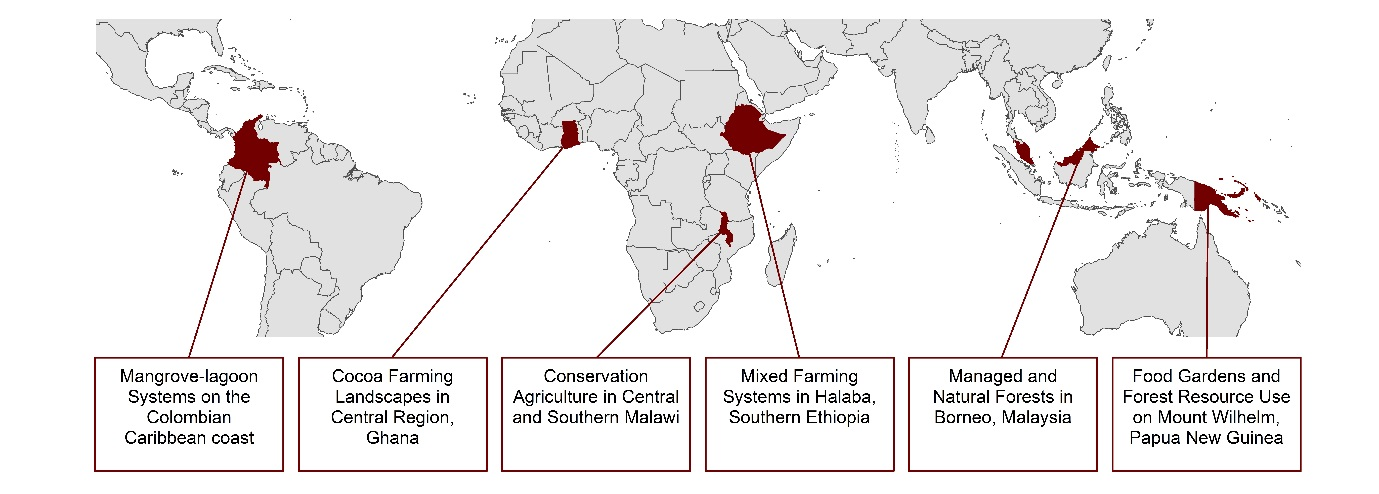 Mangrove-lagoon
Systems on the
Colombian
Caribbean coast
Cocoa Farming
Landscapes in
Central Region,
Ghana
Conservation
Agriculture in Central
and Southern Malawi
Mixed Farming
Systems in Halaba,
Southern Ethiopia
Managed and
Natural Forests in
Borneo, Malaysia
Food Gardens and
Forest Resource Use
on Mount Wilhelm,
Papua New Guinea